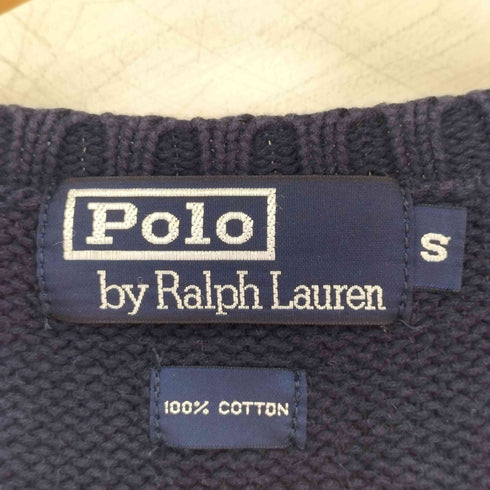 Polo
by Ralph Lauren
S
100% COTTON